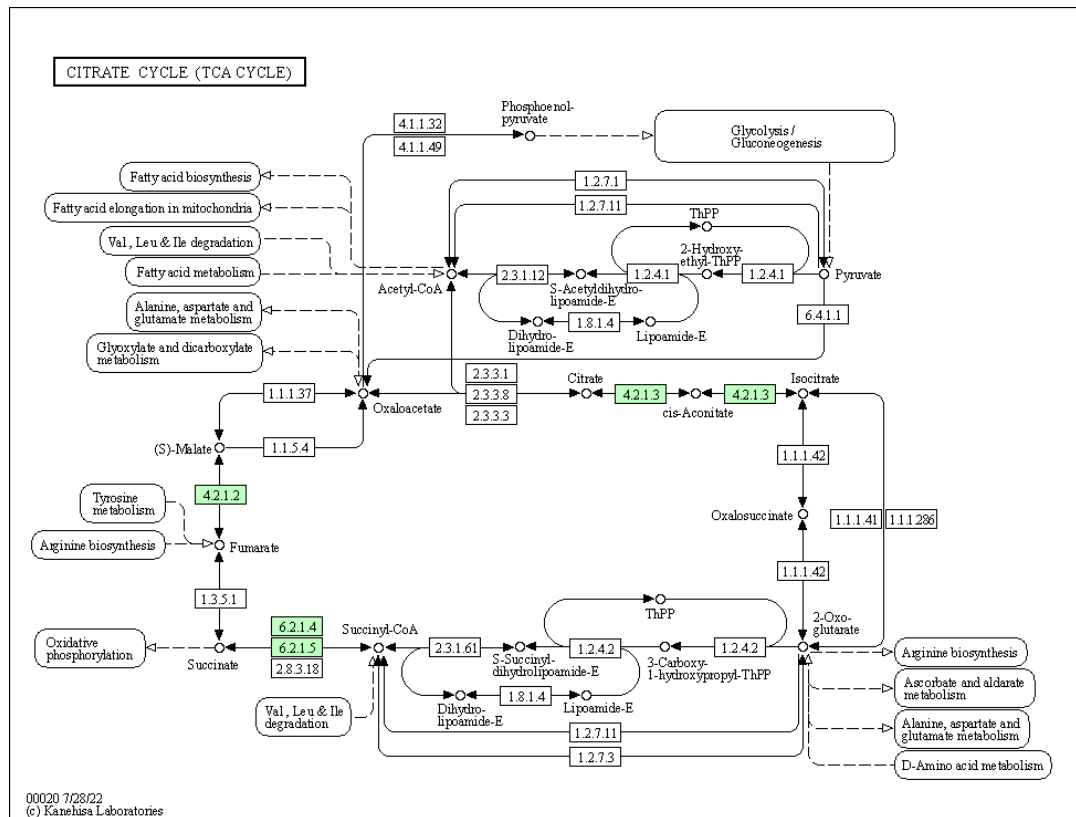 CITRATE CYCLE (TCA CYCLE)
Phosphoenol-
pyruvate
4.1.1.32
4.1.1.49
Glycolysis /
Gluconeogenesis
Fatty acid biosynthesis
Fatty acid elongation in mitochondria
Val, Leu & Ile degradation
Fatty acid metabolism
1.2.7.1
1.2.7.11
ThPP
2-Hydroxy-
ethyl-ThPP
2.3.1.12
1.2.4.1
1.2.4.1
Acetyl-CoA
S-Acetyldihydro-
lipoamide-E
Pyruvate
Alanine, aspartate and
glutamate metabolism
1.8.1.4
6.4.1.1
Dihydro-
lipoamide-E
Lipoamide-E
Glyoxylate and dicarboxylate
metabolism
1.1.1.37
Oxaloacetate
2.3.3.1
2.3.3.8
2.3.3.3
Citrate
4.2.1.3
cis-Aconitate
4.2.1.3
Isocitrate
(S)-Malate
1.1.5.4
1.1.1.42
4.2.1.2
Tyrosine
metabolism
Oxalosuccinate
1.1.1.41
1.1.1.286
Arginine biosynthesis
Fumarate
1.1.1.42
1.3.5.1
ThPP
6.2.1.4
6.2.1.5
2.8.3.18
Succinyl-CoA
2-Oxo-
glutarate
Oxidative
phosphorylation
Succinate
2.3.1.61
1.2.4.2
1.2.4.2
S-Succinyl-
dihydrolipoamide-E
3-Carboxy-
1-hydroxypropyl-ThPP
Arginine biosynthesis
Ascorbate and aldarate
metabolism
1.8.1.4
Dihydro-
lipoamide-E
Lipoamide-E
Val, Leu & Ile
degradation
Alanine, aspartate and
glutamate metabolism
1.2.7.11
1.2.7.3
D-Amino acid metabolism
00020 7/28/22
(c) Kanehisa Laboratories